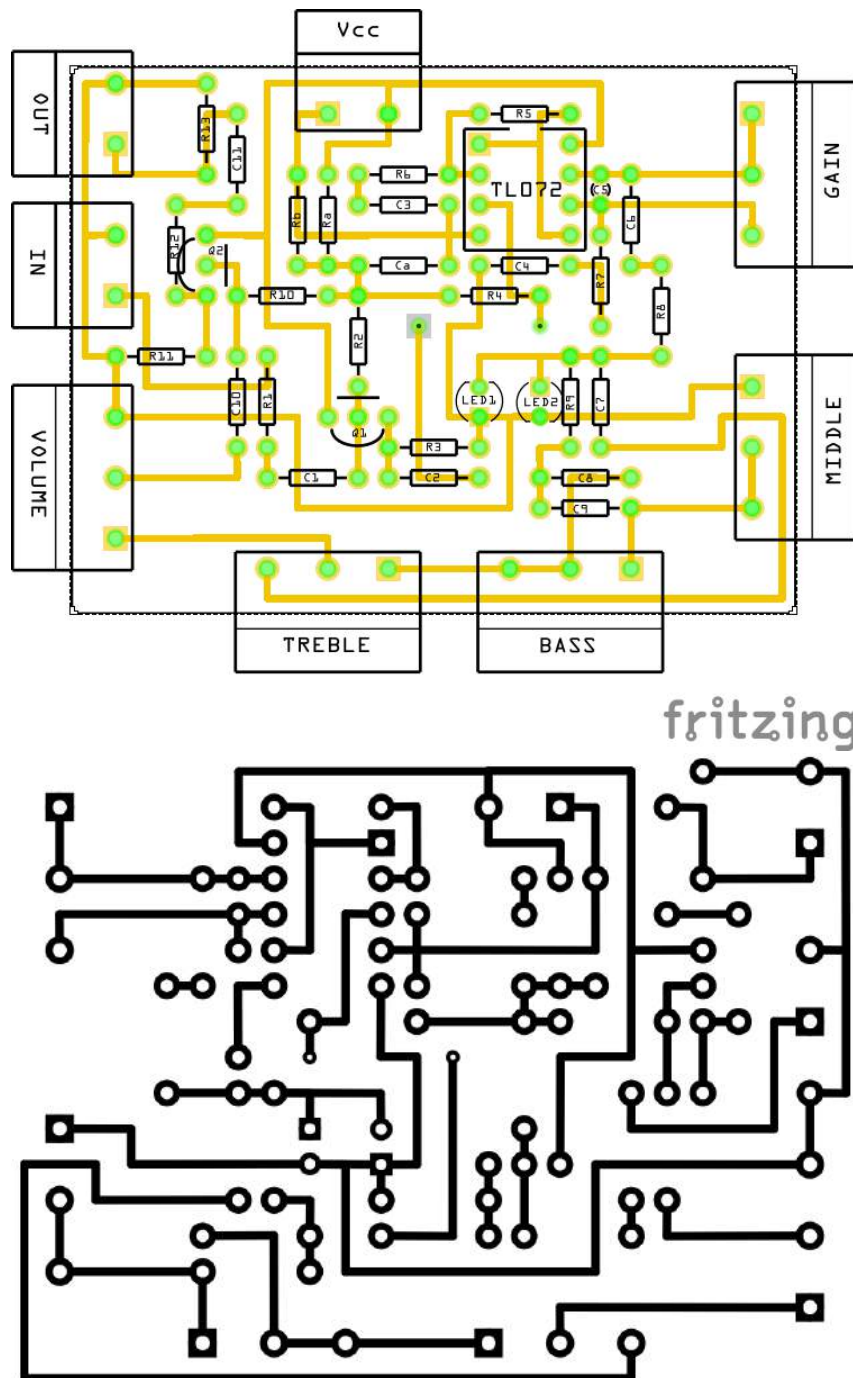 Vcc
OUT
R13
C11
R5
GAIN
R6
TL072
(C5)
C3
Rb
Ra
C6
IN
R12
Q2
Ca
C4
R7
R10
R4
R8
R2
R11
C10
R1
LED1
LED2
R9
C7
MIDDLE
VOLUME
Q1
R3
C1
C2
C8
C9
TREBLE
BASS
fritzing